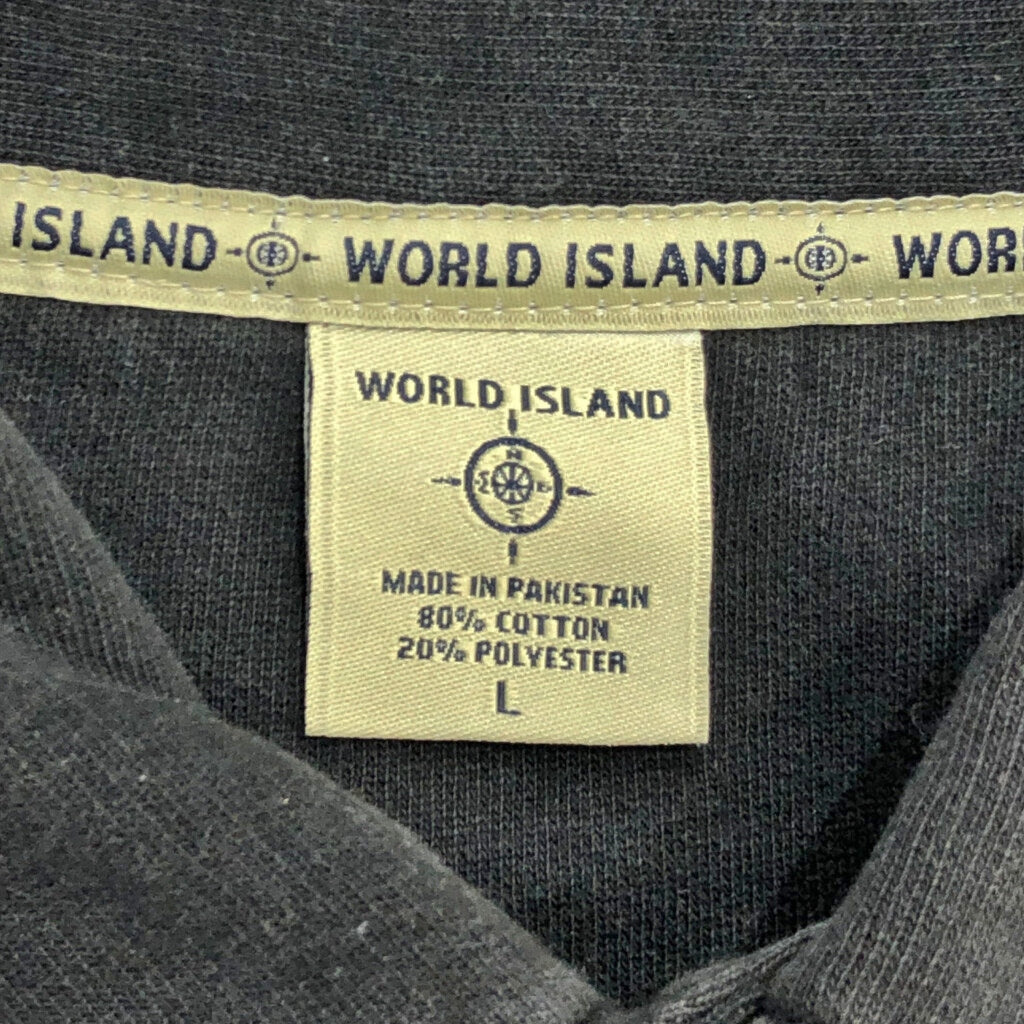 ISLAND WORLD ISLAND WOR
WORLD ISLAND
MADE IN PAKISTAN
80% COTTON
20% POLYESTER
L